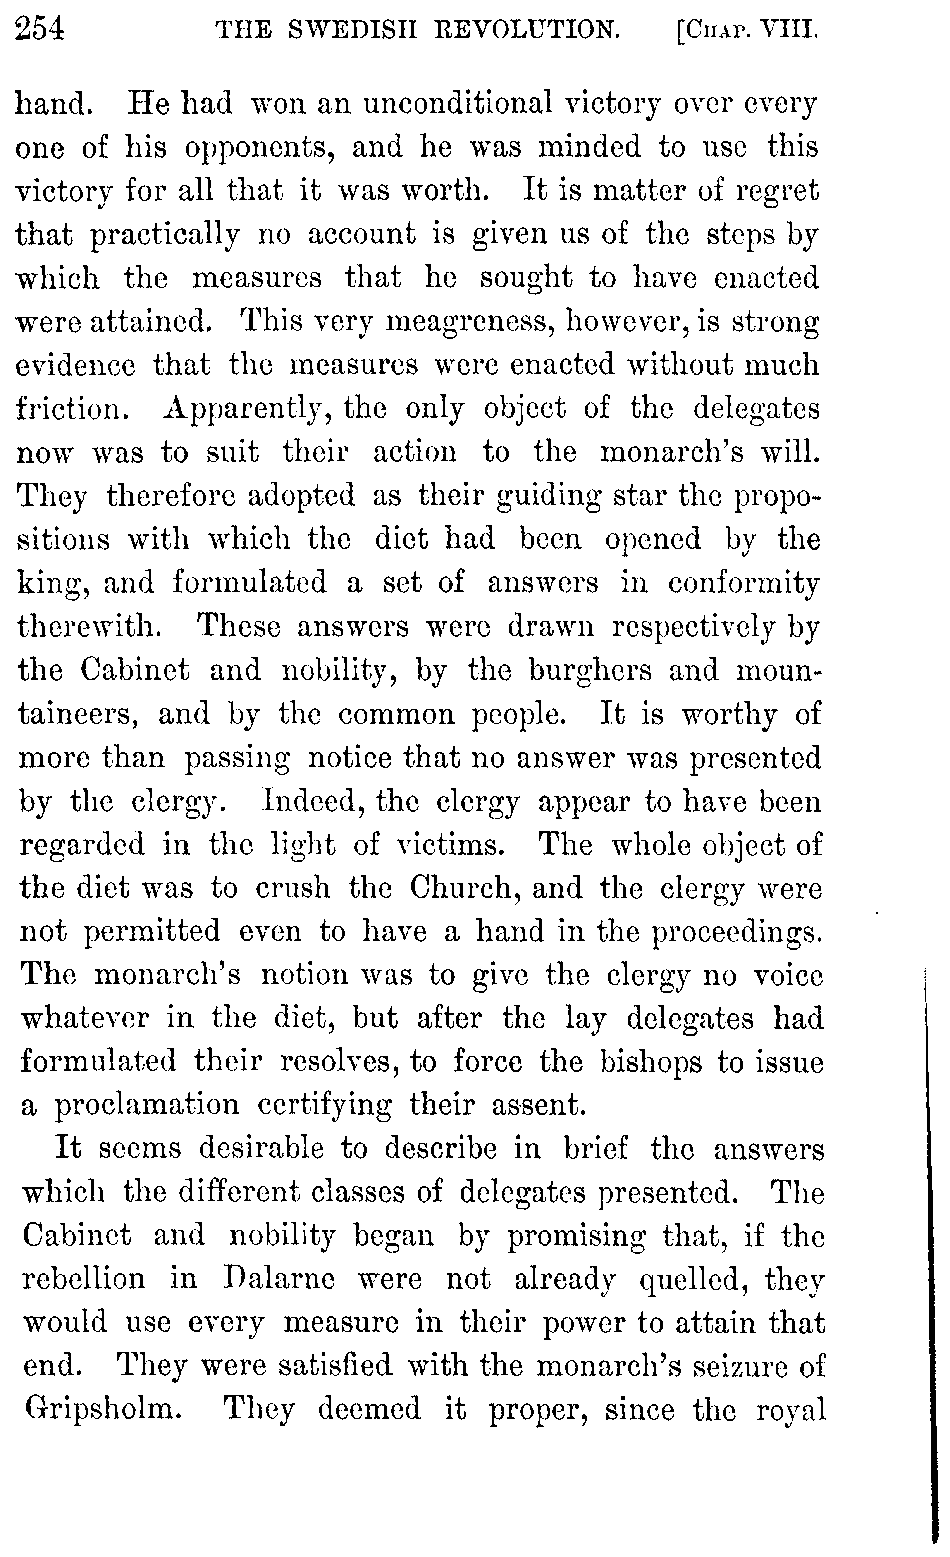 254 THE SWEDISH REVOLUTION. [CHAP. VIII.
hand. He had won an unconditional victory over every
one of his opponents, and he was minded to use this
victory for all that it was worth. It is matter of regret
that practically no account is given us of the steps by
which the measures that he sought to have enacted
were attained. This very meagreness, however, is strong
evidence that the measures were enacted without much
friction. Apparently, the only object of the delegates
now was to suit their action to the monarch's will.
They therefore adopted as their guiding star the propo-
sitions with which the diet had been opened by the
king, and formulated a set of answers in conformity
therewith. These answers were drawn respectively by
the Cabinet and nobility, by the burghers and moun-
taineers, and by the common people. It is worthy of
more than passing notice that no answer was presented
by the clergy. Indeed, the clergy appear to have been
regarded in the light of victims. The whole object of
the diet was to crush the Church, and the clergy were
not permitted even to have a hand in the proceedings.
The monarch's notion was to give the clergy no voice
whatever in the diet, but after the lay delegates had
formulated their resolves, to force the bishops to issue
a proclamation certifying their assent.
It seems desirable to describe in brief the answers
which the different classes of delegates presented. The
Cabinet and nobility began by promising that, if the
rebellion in Dalarne were not already quelled, they
would use every measure in their power to attain that
end. They were satisfied with the monarch's seizure of
Gripsholm. They deemed it proper, since the royal